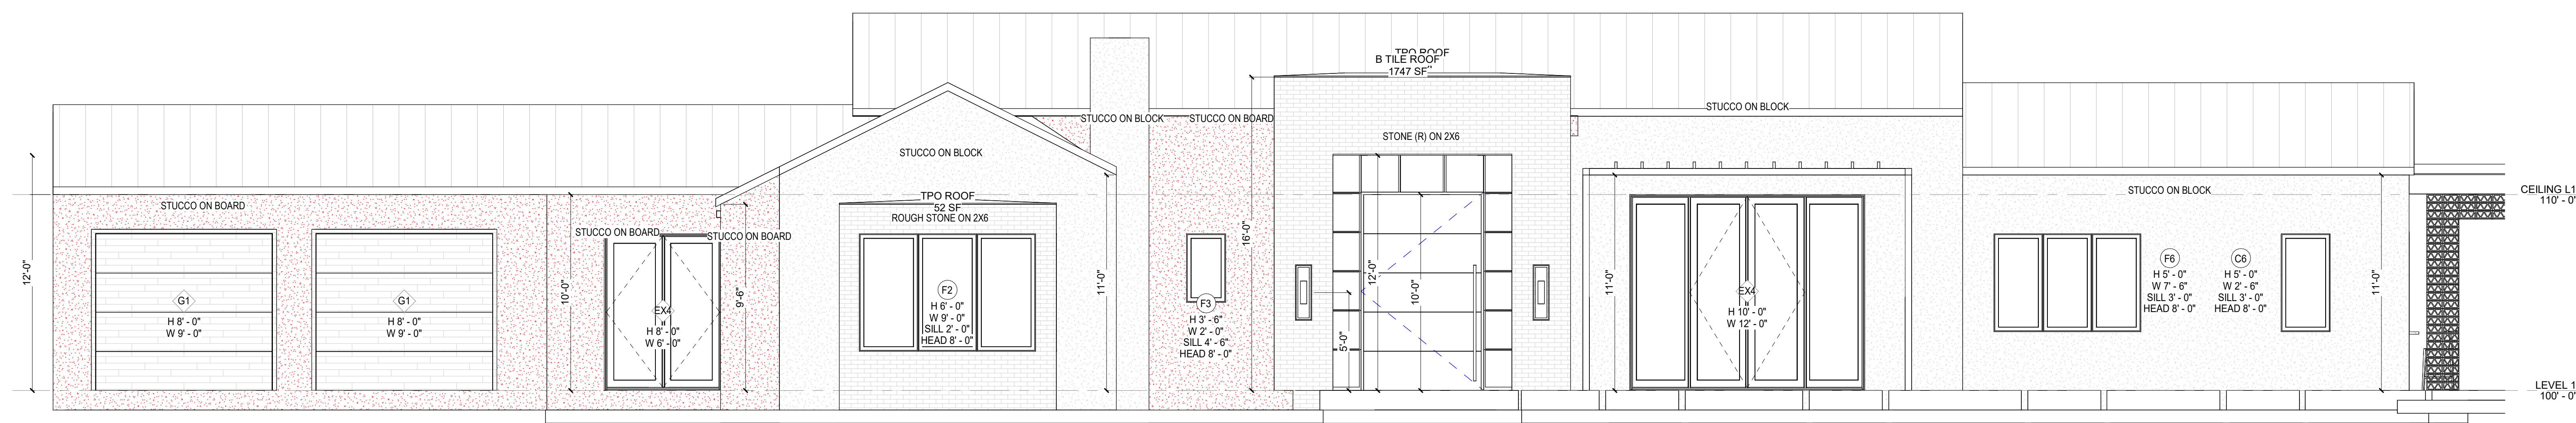 TPO ROOF
B TILE ROOF
1747 SF
STUCCO ON BLOCK
STUCCO ON BLOCK
STUCCO ON BOARD
STONE (R) ON 2X6
STUCCO ON BLOCK
STUCCO ON BLOCK
CEILING L1
110' - 0"
TPO ROOF
52 SF
ROUGH STONE ON 2X6
STUCCO ON BOARD
STUCCO ON BOARD
STUCCO ON BOARD
12'-0"
G1
H 8' - 0"
W 9' - 0"
G1
H 8' - 0"
W 9' - 0"
10'-0"
EX4
H 8' - 0"
W 6' - 0"
9'-6"
F2
H 6' - 0"
W 9' - 0"
SILL 2' - 0"
HEAD 8' - 0"
11'-0"
F3
H 3' - 6"
W 2' - 0"
SILL 4' - 6"
HEAD 8' - 0"
16'-0"
5'-0"
12'-0"
10'-0"
11'-0"
EX4
H 10' - 0"
W 12' - 0"
F6
H 5' - 0"
W 7' - 6"
SILL 3' - 0"
HEAD 8' - 0"
C6
H 5' - 0"
W 2' - 6"
SILL 3' - 0"
HEAD 8' - 0"
11'-0"
LEVEL 1
100' - 0"